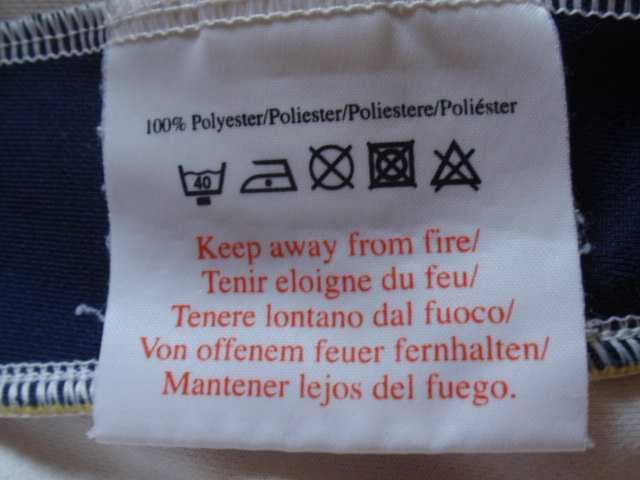 100% Polyester/Poliester/Poliestere/Poliéster
40
Keep away from fire/
Tenir eloigne du feu/
Tenere lontano dal fuoco/
Von offenem feuer fernhalten/
Mantener lejos del fuego.